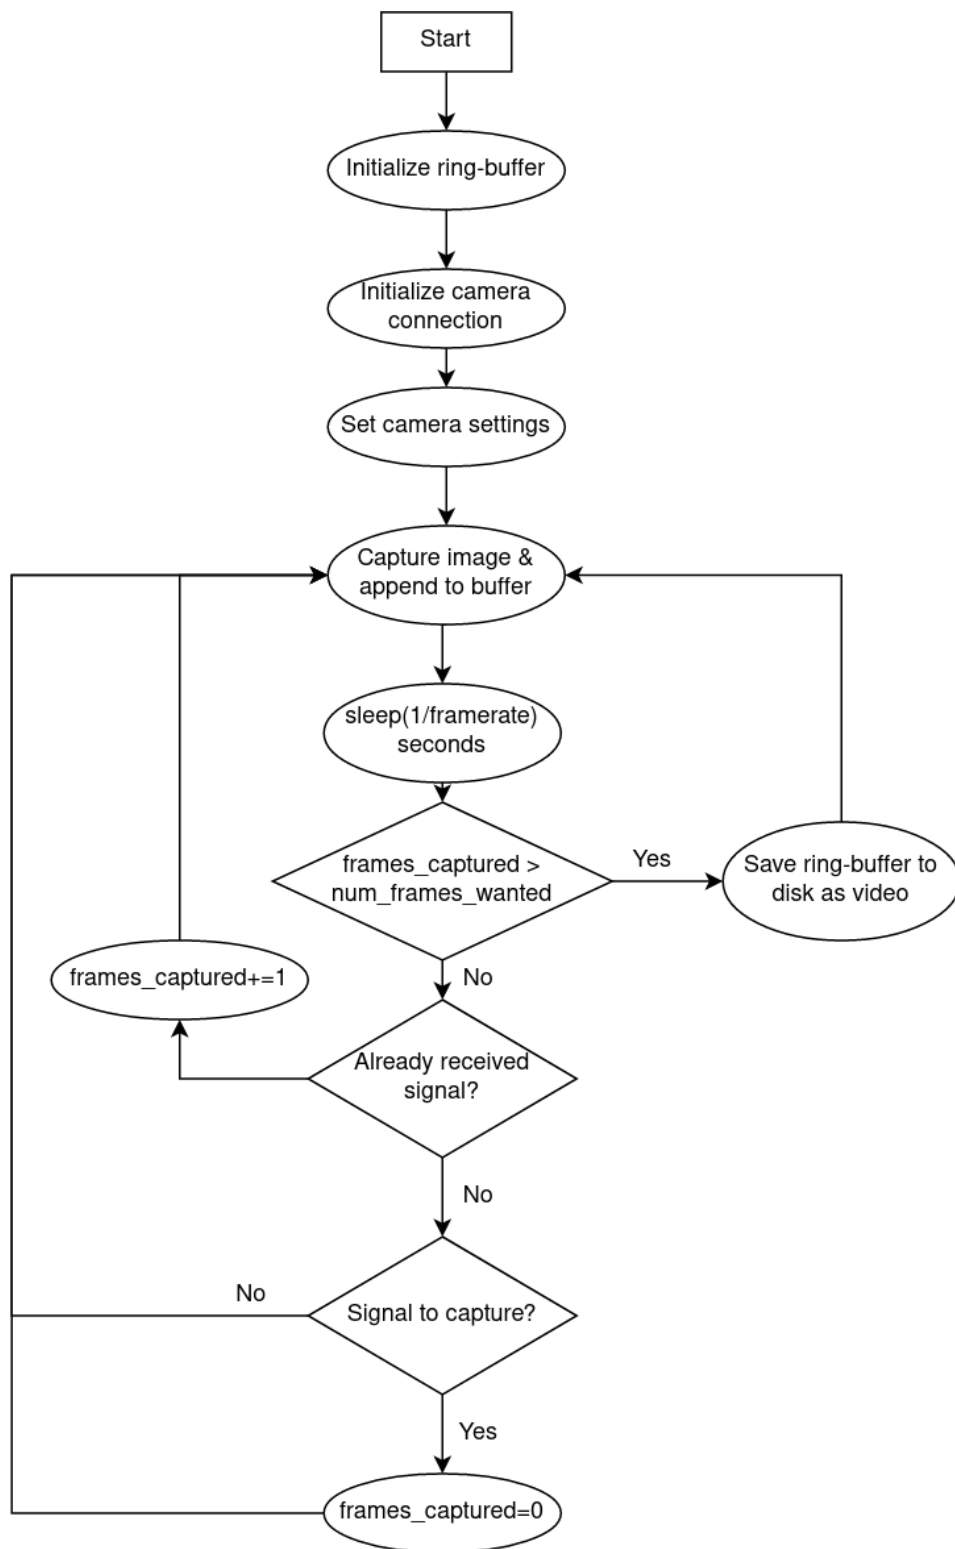 Start
Initialize ring-buffer
Initialize camera
connection
Set camera settings
Capture image &
append to buffer
sleep(1/framerate)
seconds
frames_captured >
num_frames_wanted
Yes
Save ring-buffer to
disk as video
No
frames_captured+=1
Already received
signal?
No
No
Signal to capture?
Yes
frames_captured=0